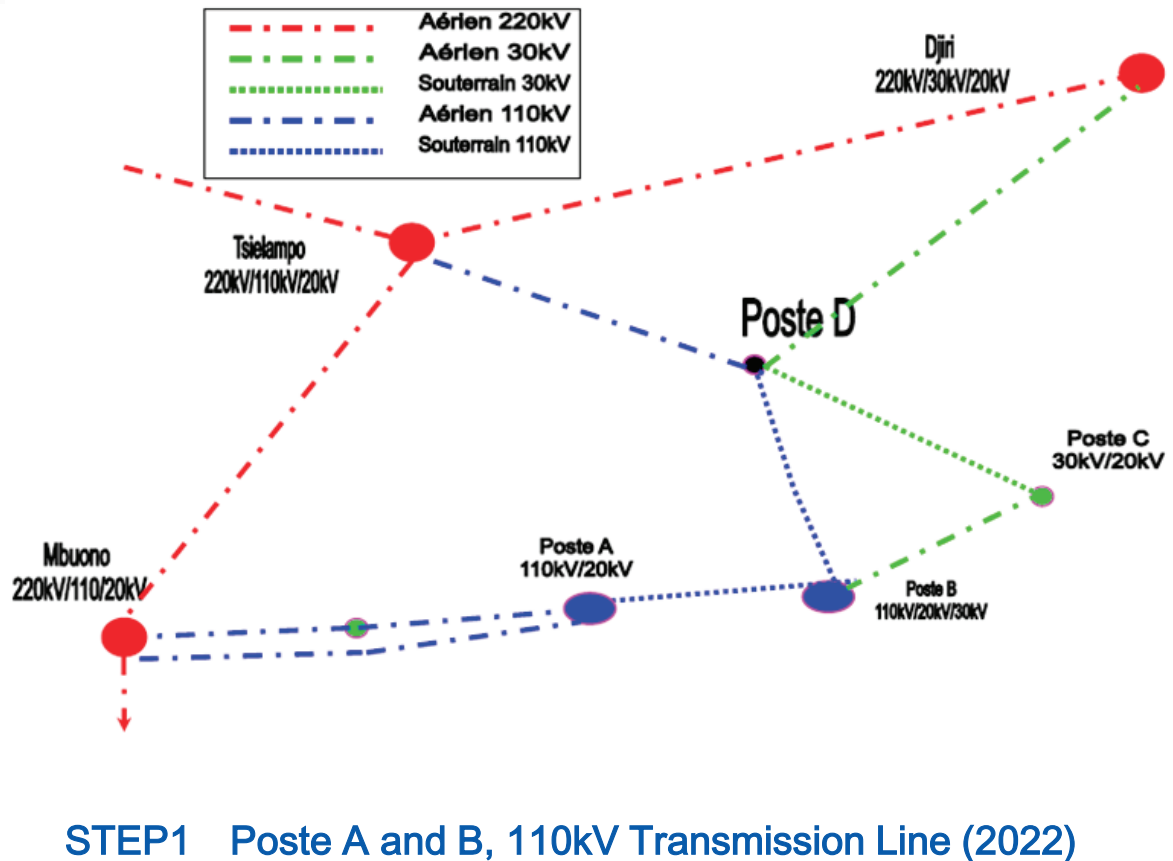 Aérien 220kV
Aérien 30kV
Souterrain 30kV
Aérien 110kV
Souterrain 110kV
Djiri
220kV/30kV/20kV
Tsielampo
220kV/110kV/20kV
Poste D
Poste C
30kV/20kV
Poste A
110kV/20kV
Mbuono
220kV/110/20kV
Poste B
110kV/20kV/30kV
STEP1 Poste A and B, 110kV Transmission Line (2022)